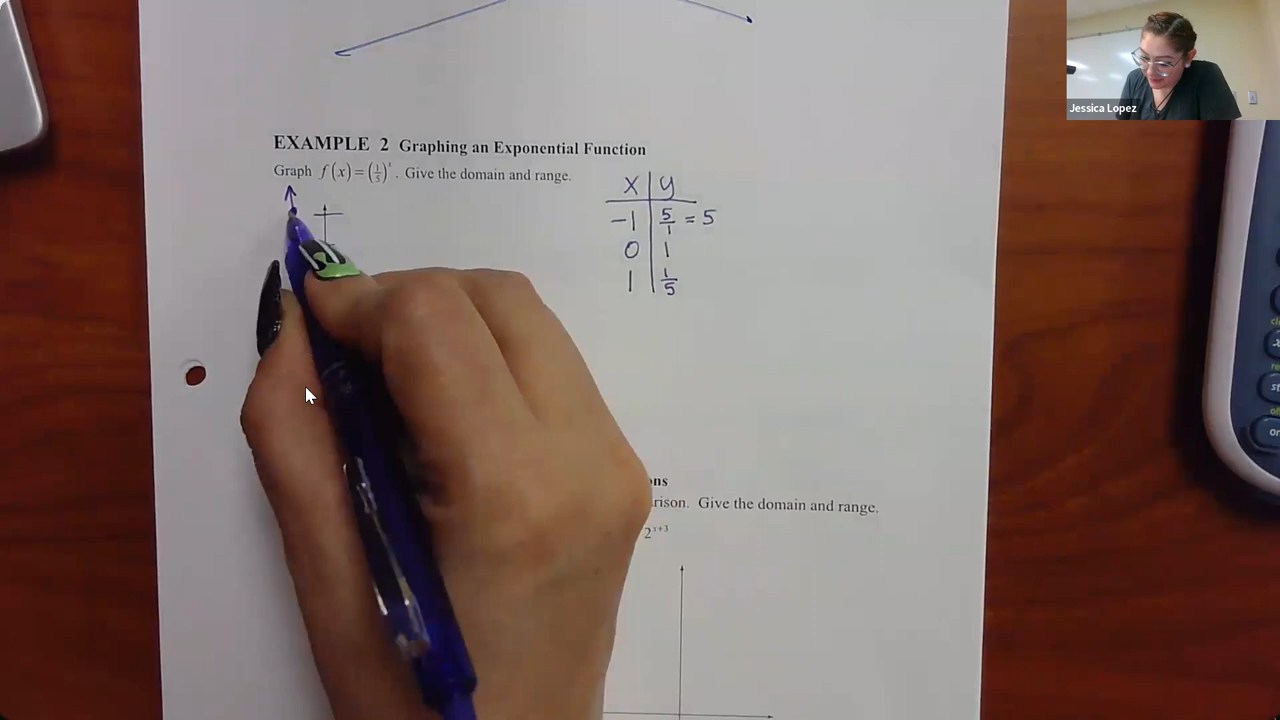 Jessica Lopez
EXAMPLE 2 Graphing an Exponential Function
Graph f(x) = (1/5)^x. Give the domain and range.
x | y
-1 | 5/1 = 5
0 | 1
1 | 1/5
rison. Give the domain and range.
2^{x+3}